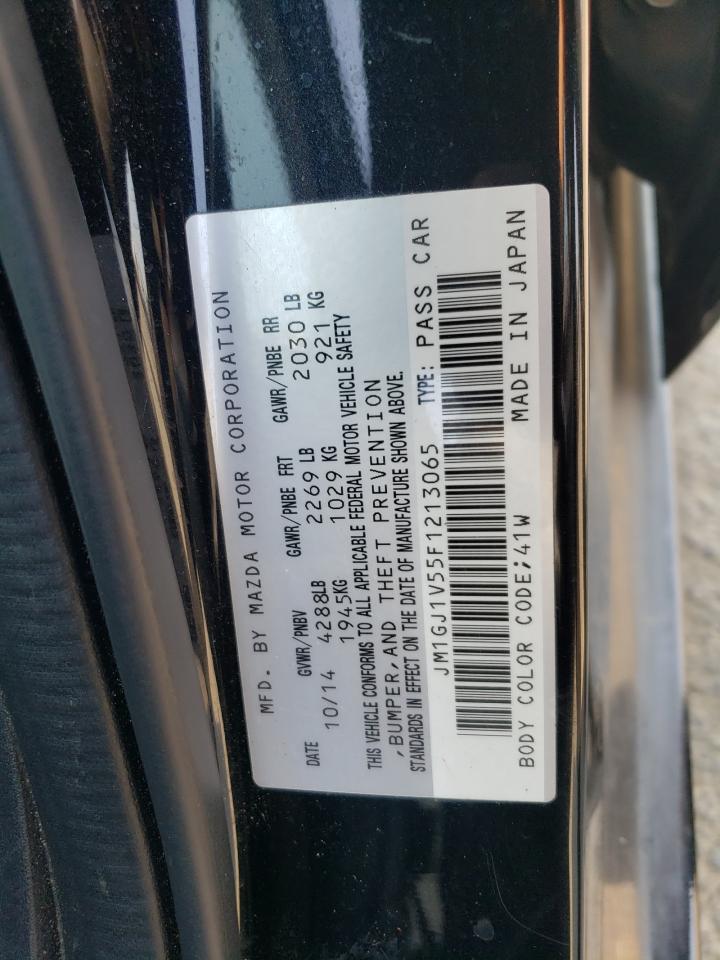 MFD. BY MAZDA MOTOR CORPORATION
DATE GVWR/PNBV GAWR/PNBE FRT GAWR/PNBE RR
10/14 4288LB 2269 LB 2030 LB
1945KG 1029 KG 921 KG
THIS VEHICLE CONFORMS TO ALL APPLICABLE FEDERAL MOTOR VEHICLE SAFETY
,BUMPER,AND THEFT PREVENTION
STANDARDS IN EFFECT ON THE DATE OF MANUFACTURE SHOWN ABOVE.
JM1GJ1V55F1213065 TYPE: PASS CAR
BODY COLOR CODE;41W MADE IN JAPAN